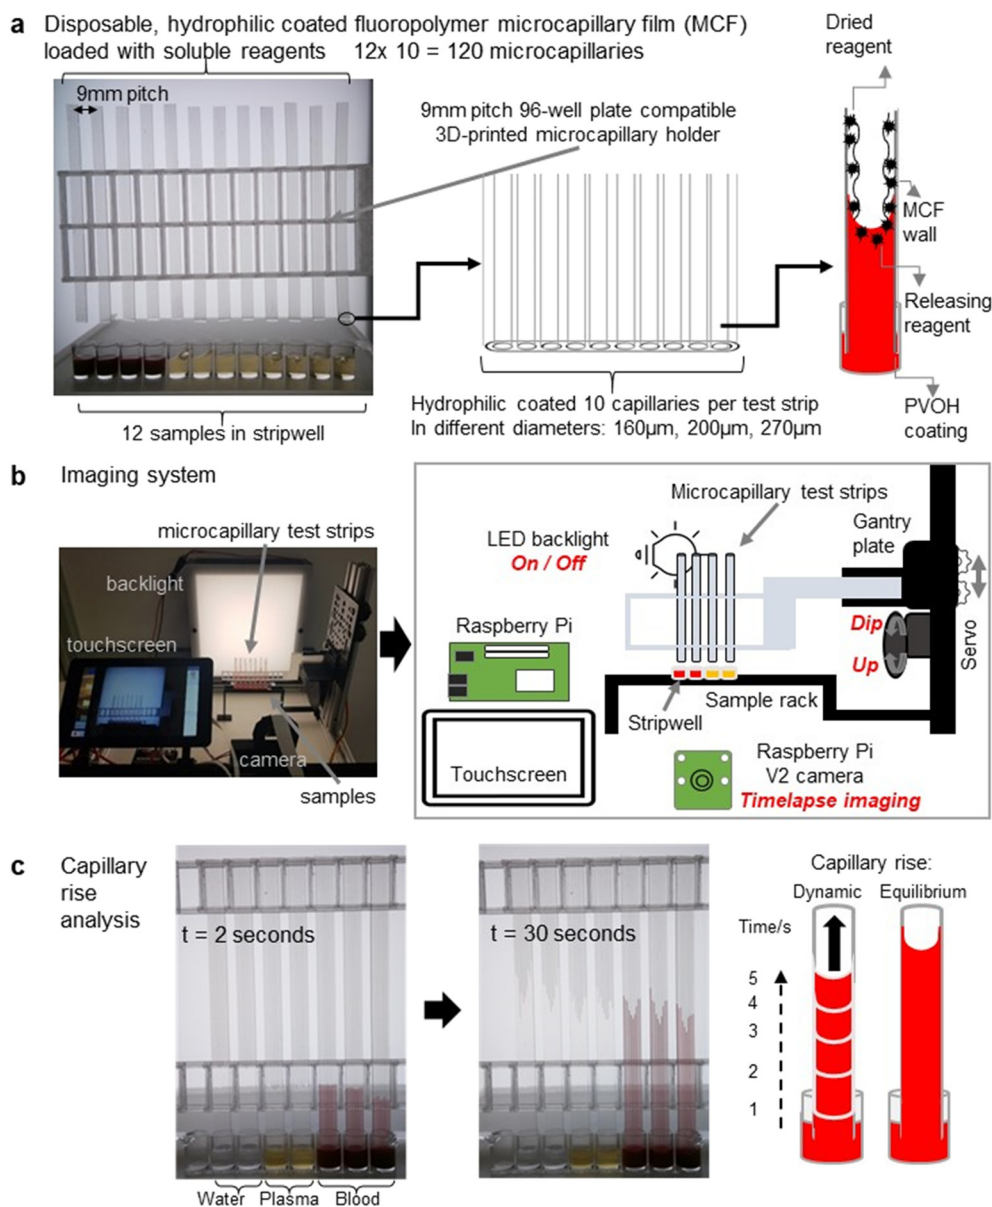 a Disposable, hydrophilic coated fluoropolymer microcapillary film (MCF)
loaded with soluble reagents 12x 10 = 120 microcapillaries
9mm pitch
9mm pitch 96-well plate compatible
3D-printed microcapillary holder
Dried
reagent
MCF
wall
Releasing
reagent
PVOH
coating
12 samples in stripwell
Hydrophilic coated 10 capillaries per test strip
In different diameters: 160µm, 200µm, 270µm
b Imaging system
microcapillary test strips
backlight
touchscreen
camera
samples
LED backlight
On / Off
Microcapillary test strips
Gantry
plate
Raspberry Pi
Dip
Up
Servo
Sample rack
Stripwell
Touchscreen
Raspberry Pi
V2 camera
Timelapse imaging
c Capillary
rise
analysis
t = 2 seconds
t = 30 seconds
Water Plasma Blood
Capillary rise:
Dynamic Equilibrium
Time/s
5
4
3
2
1